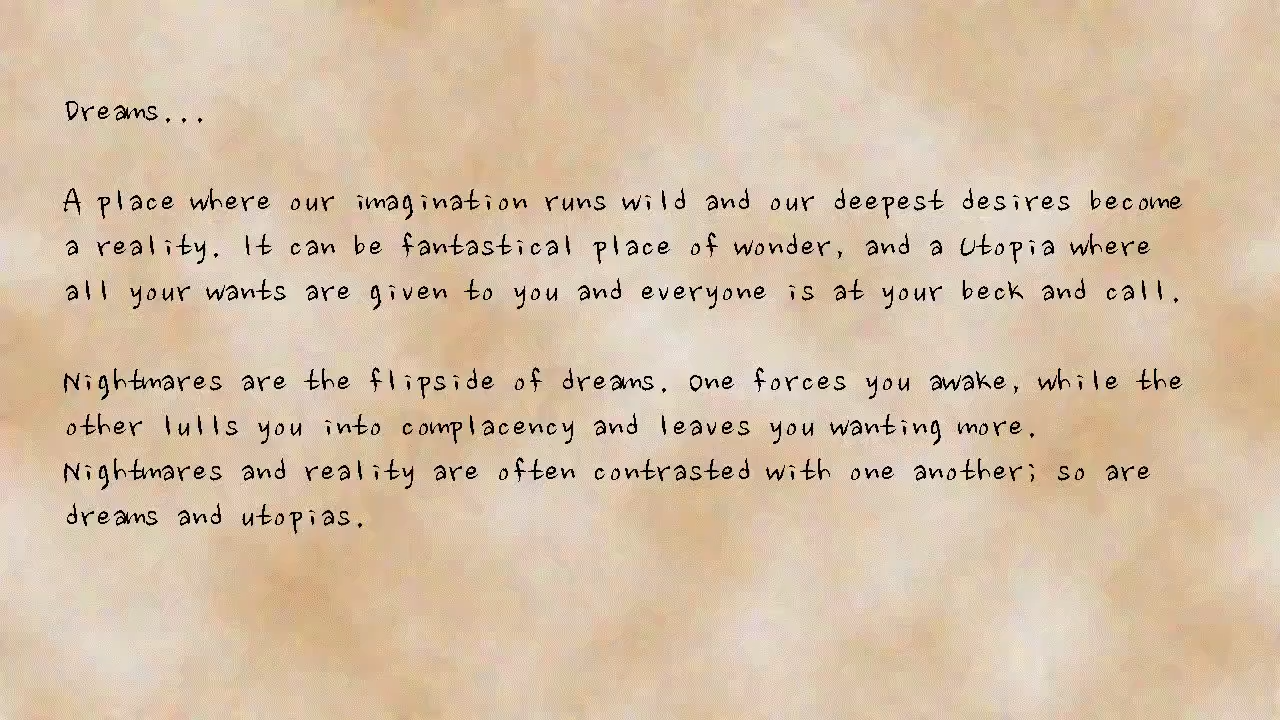 Dreams...
A place where our imagination runs wild and our deepest desires become
a reality. It can be fantastical place of wonder, and a Utopia where
all your wants are given to you and everyone is at your beck and call.
Nightmares are the flipside of dreams. One forces you awake, while the
other lulls you into complacency and leaves you wanting more.
Nightmares and reality are often contrasted with one another; so are
dreams and utopias.